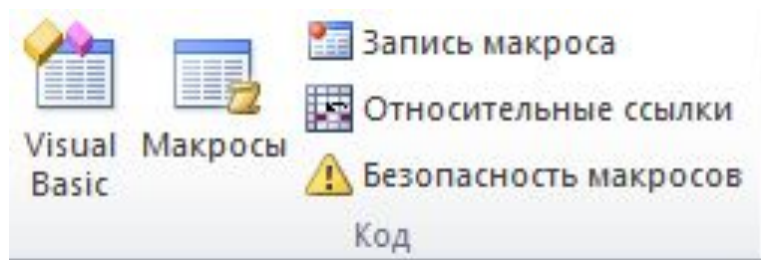 Visual
Basic
Макросы
Запись макроса
Относительные ссылки
Безопасность макросов
Код